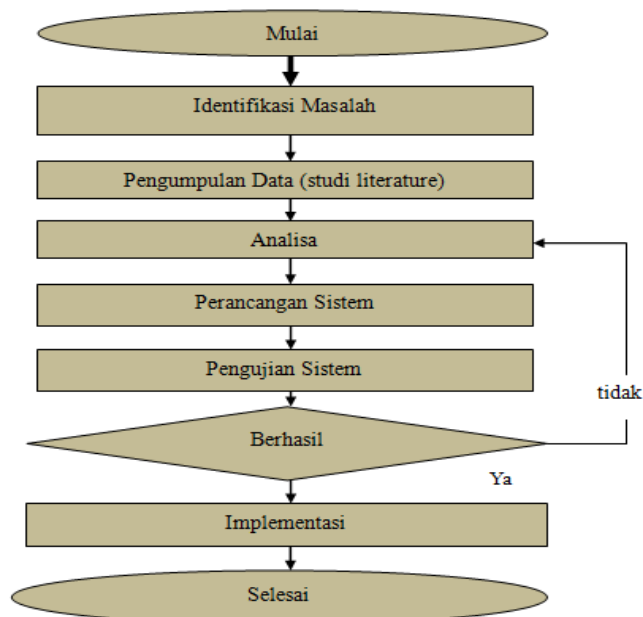 Mulai
Identifikasi Masalah
Pengumpulan Data (studi literature)
Analisa
Perancangan Sistem
Pengujian Sistem
tidak
Berhasil
Ya
Implementasi
Selesai